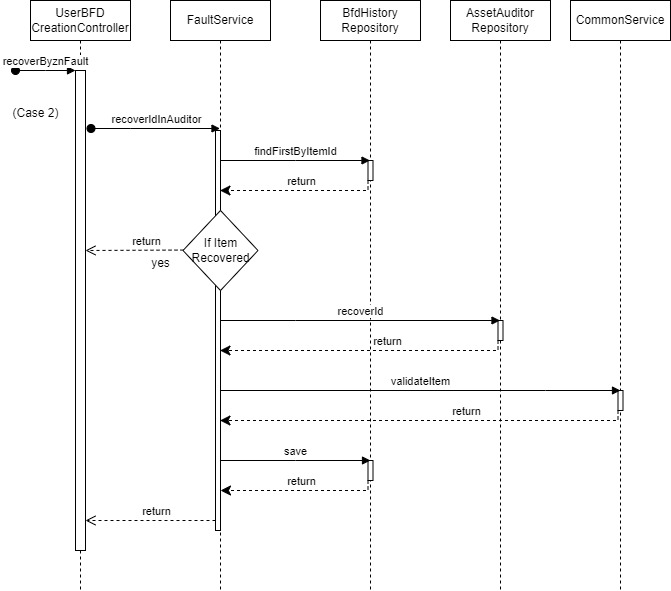 UserBFD
CreationController
FaultService
BfdHistory
Repository
AssetAuditor
Repository
CommonService
recoverByznFault
(Case 2)
recoverIdInAuditor
findFirstByItemId
return
If Item
Recovered
return
yes
recoverId
return
validateItem
return
save
return
return